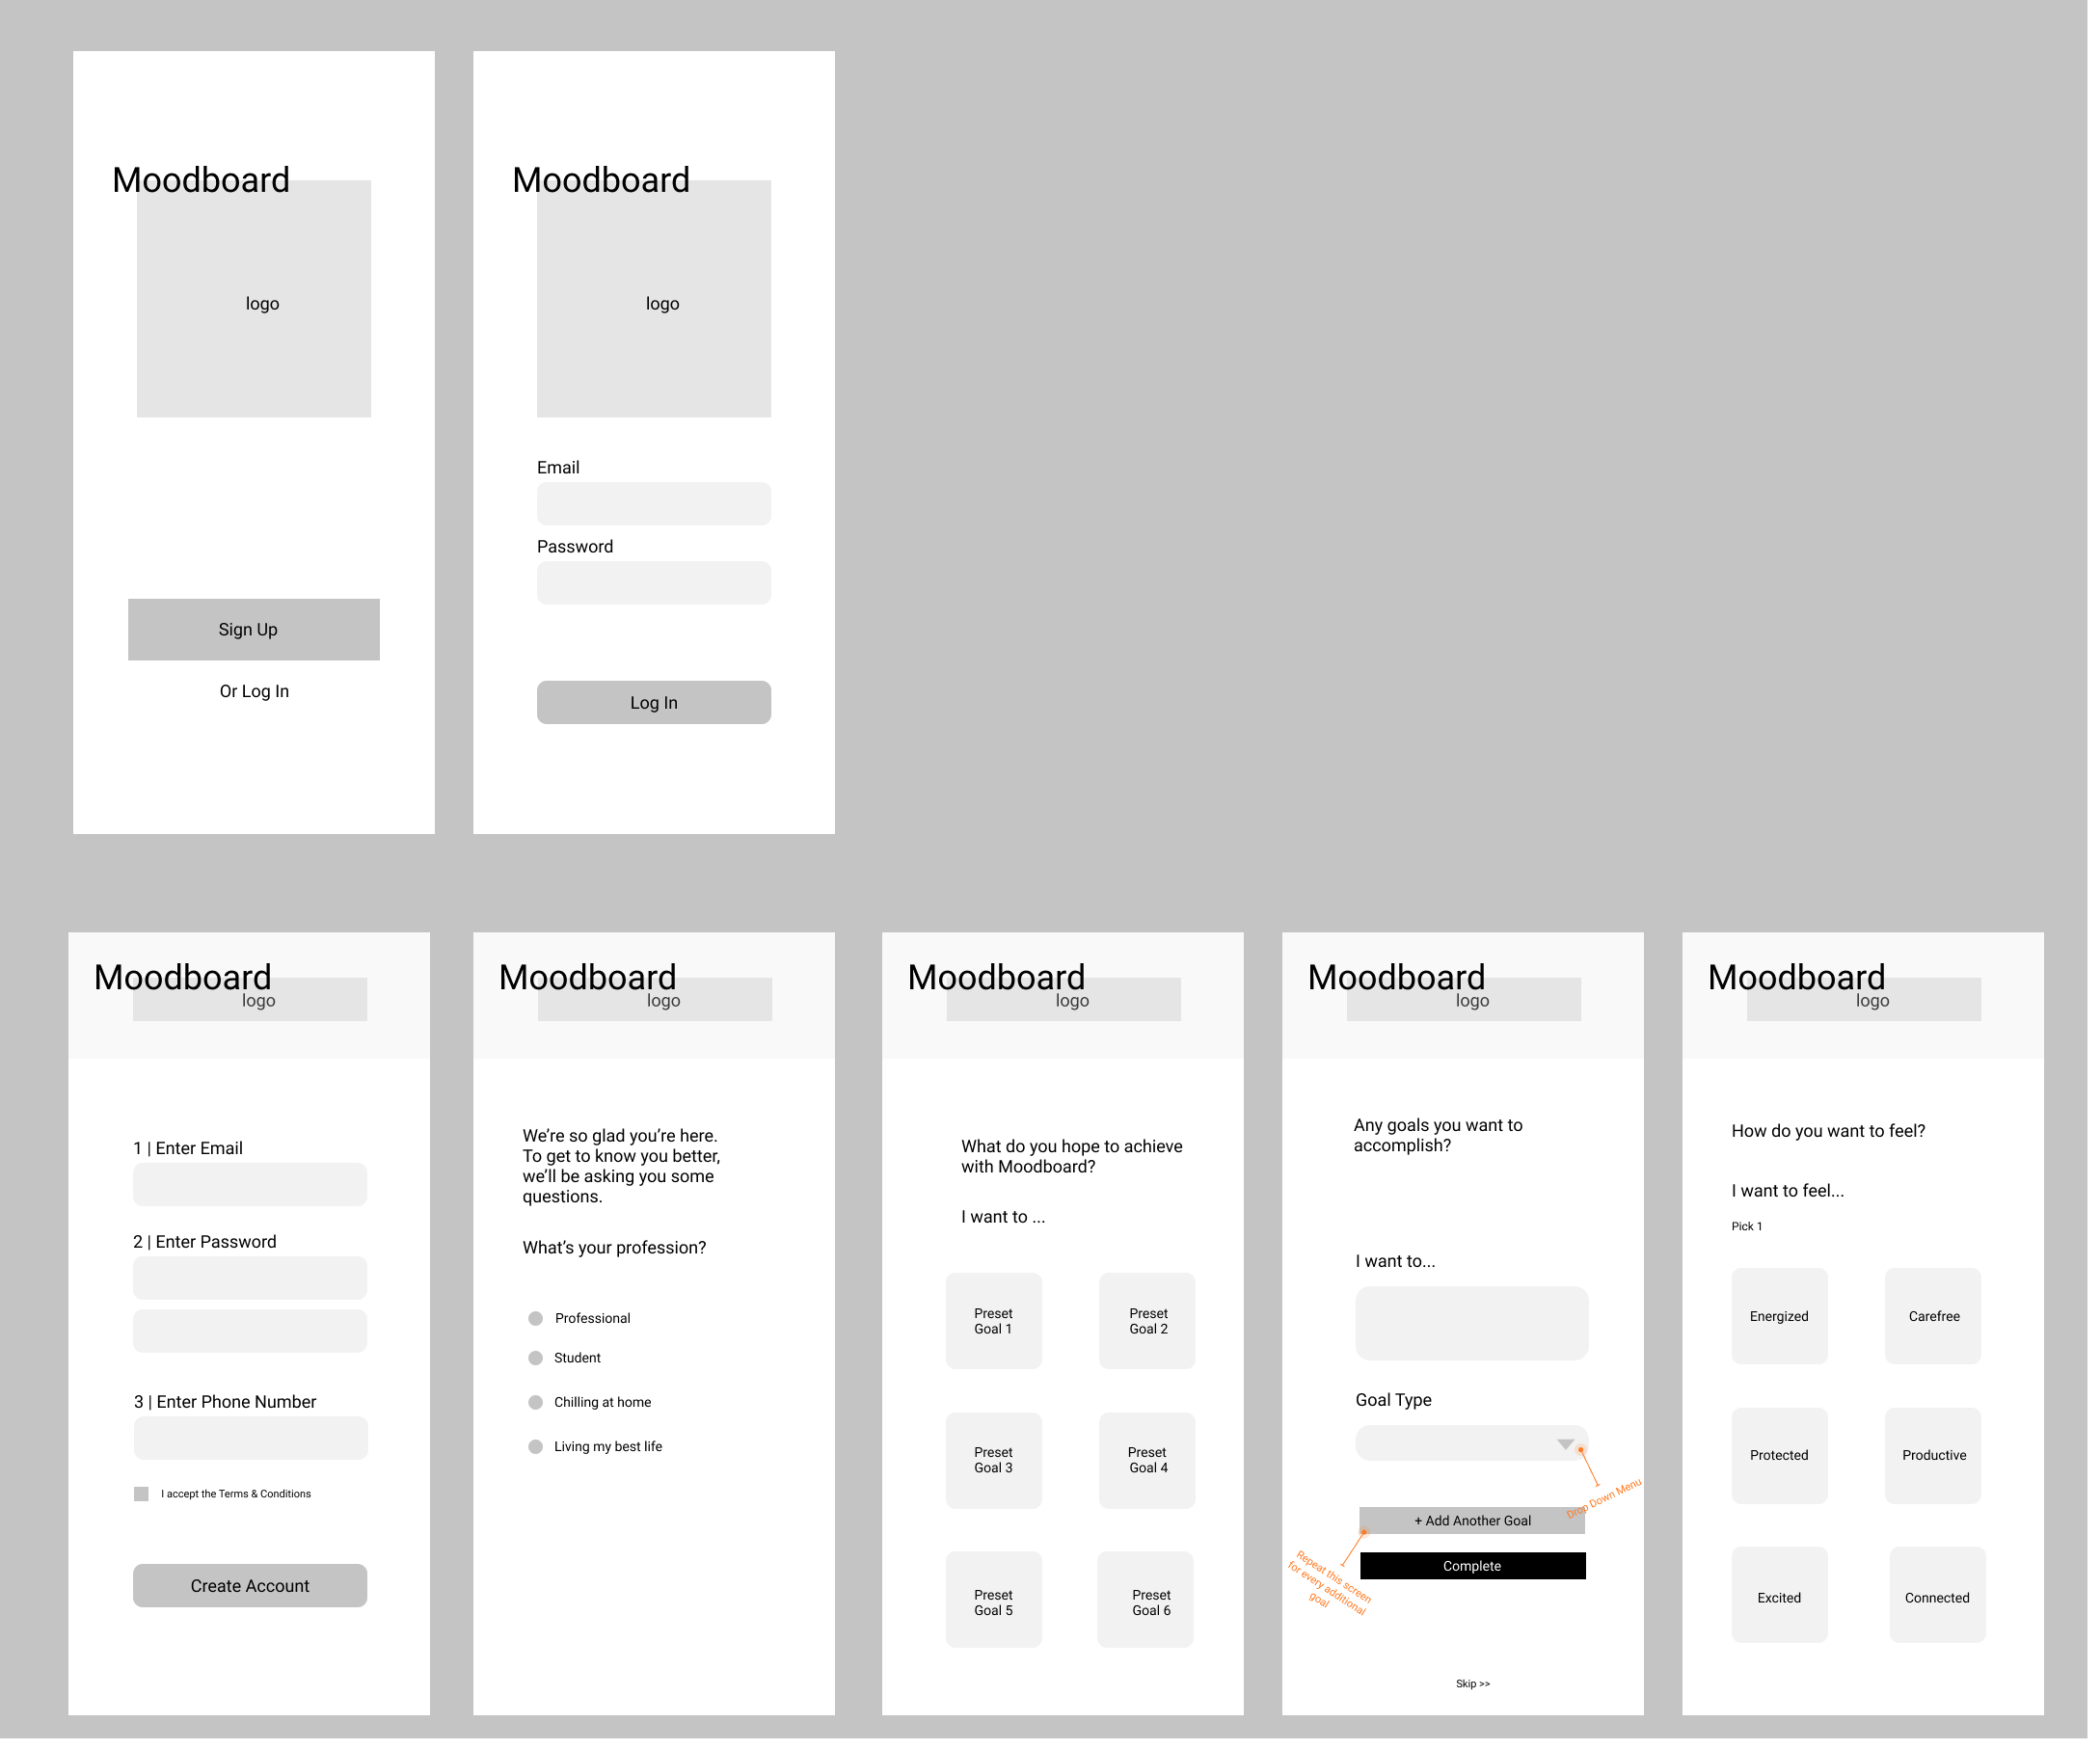 Moodboard
logo
Sign Up
Or Log In
Moodboard
logo
Email
Password
Log In
Moodboard
logo
1 | Enter Email
2 | Enter Password
3 | Enter Phone Number
I accept the Terms & Conditions
Create Account
Moodboard
logo
We’re so glad you’re here.
To get to know you better,
we’ll be asking you some
questions.
What’s your profession?
Professional
Student
Chilling at home
Living my best life
Moodboard
logo
What do you hope to achieve
with Moodboard?
I want to ...
Preset
Goal 1
Preset
Goal 2
Preset
Goal 3
Preset
Goal 4
Preset
Goal 5
Preset
Goal 6
Moodboard
logo
Any goals you want to
accomplish?
I want to...
Goal Type
Drop Down Menu
+ Add Another Goal
Repeat this screen
for every additional
goal
Complete
Skip >>
Moodboard
logo
How do you want to feel?
I want to feel...
Pick 1
Energized
Carefree
Protected
Productive
Excited
Connected